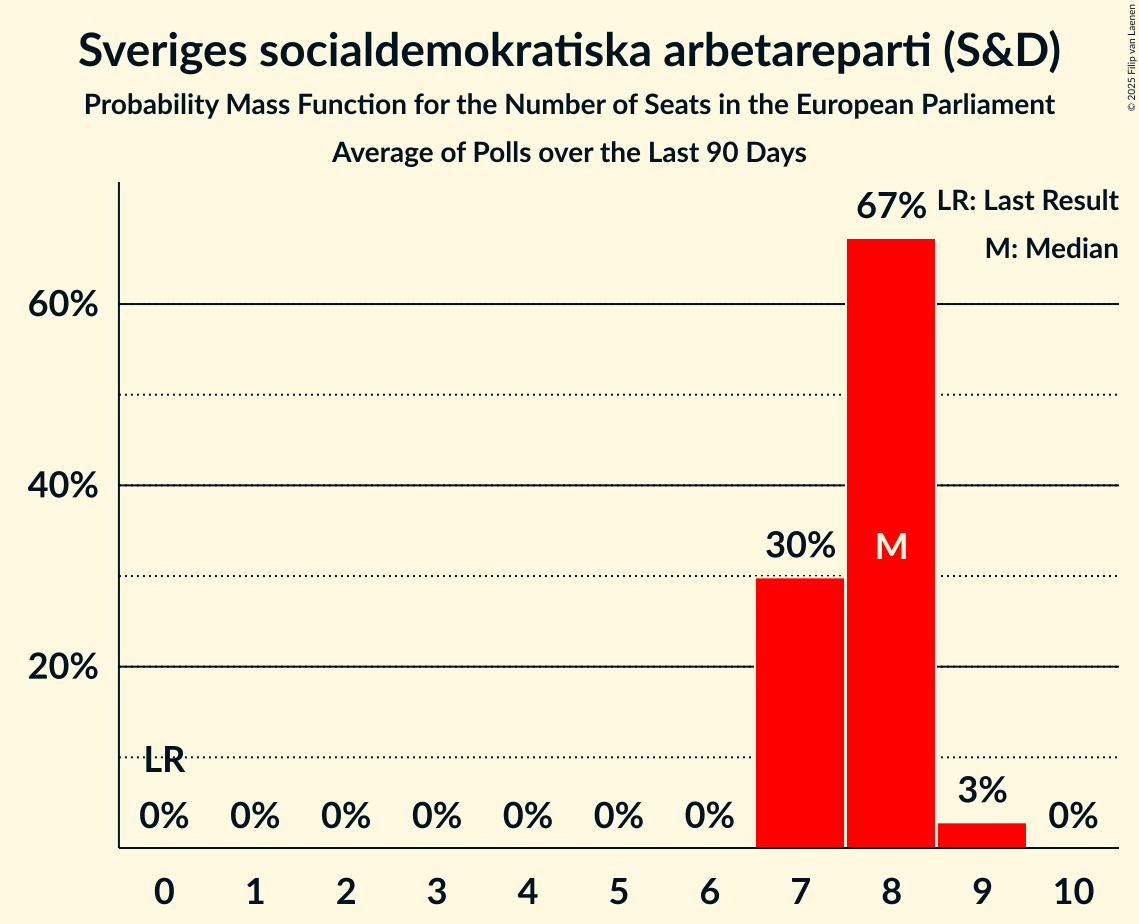 Sveriges socialdemokratiska arbetareparti (S&D)
Probability Mass Function for the Number of Seats in the European Parliament
Average of Polls over the Last 90 Days
© 2025 Filip van Laenen
67%
LR: Last Result
M: Median
60%
40%
30%
M
20%
LR
0% 0% 0% 0% 0% 0% 0% 3% 0%
0 1 2 3 4 5 6 7 8 9 10